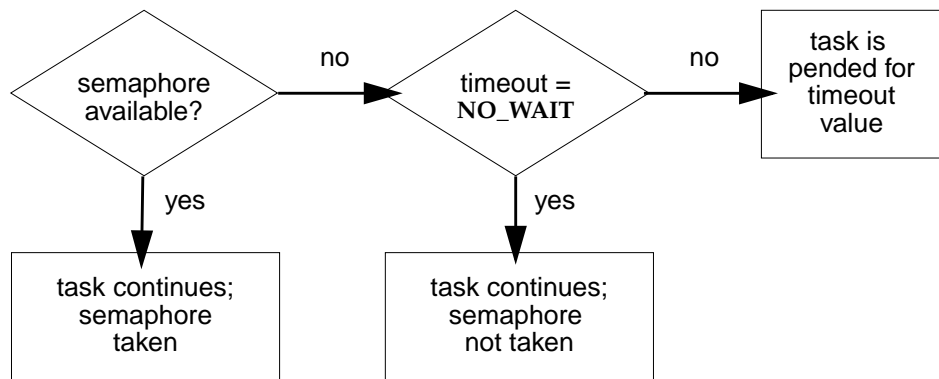 semaphore
available?
no
timeout =
NO_WAIT
no
task is
pended for
timeout
value
yes
yes
task continues;
semaphore
taken
task continues;
semaphore
not taken